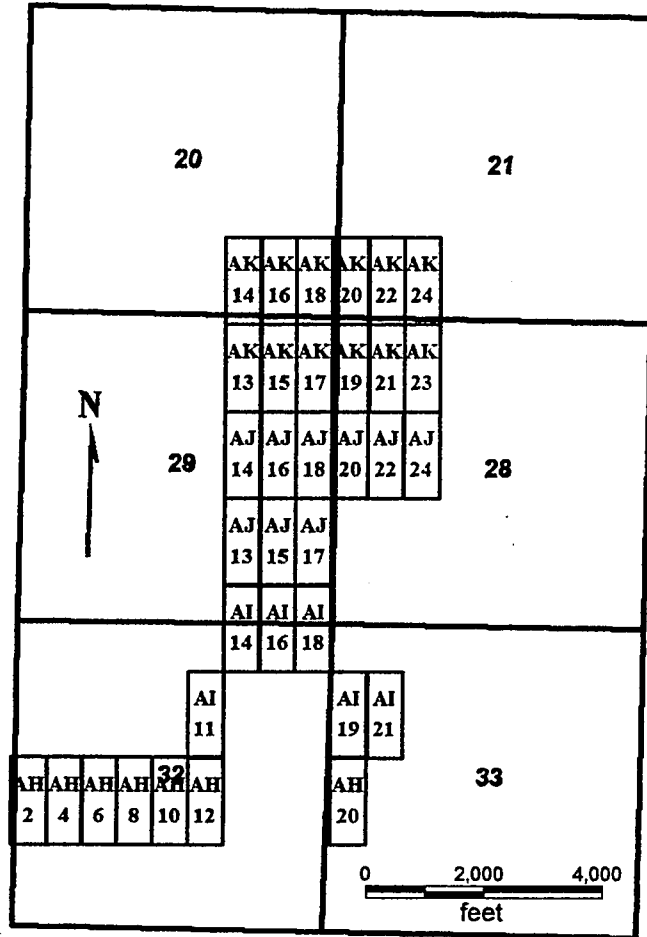 20 21
AK AK AK AK AK AK
14 16 18 20 22 24
AK AK AK AK AK AK
13 15 17 19 21 23
N
AJ AJ AJ AJ AJ AJ
14 16 18 20 22 24
29 28
AJ AJ AJ
13 15 17
AI AI AI
14 16 18
AI AI AI
11 19 21
32 33
AH AH AH AH AH AH AH
2 4 6 8 10 12 20
0 2,000 4,000
feet